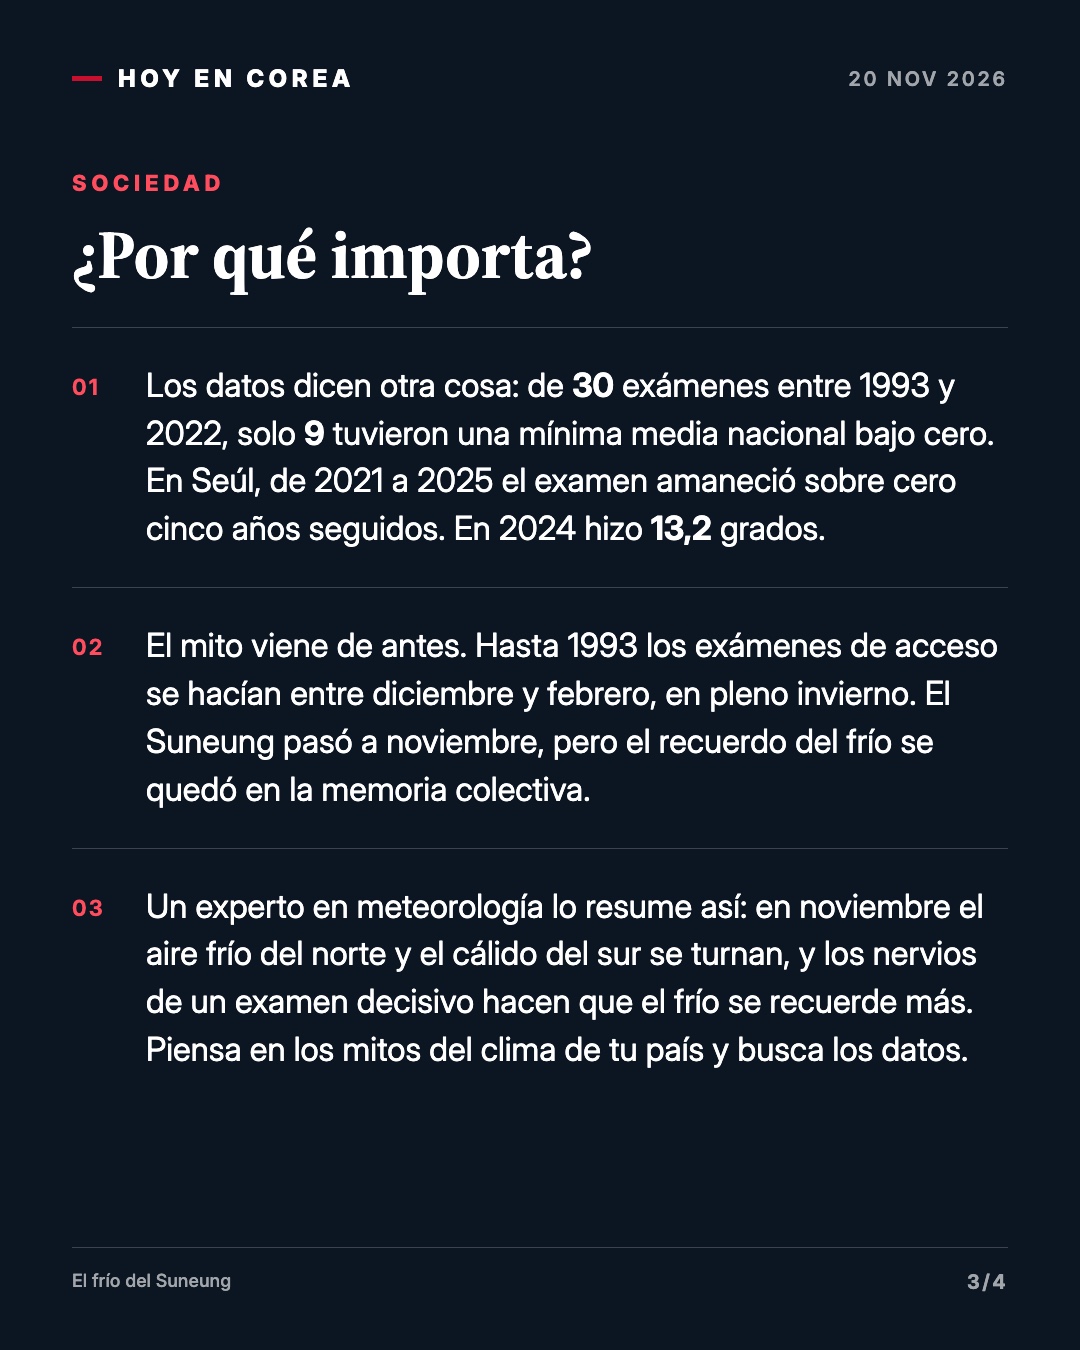 HOY EN COREA
20 NOV 2026
SOCIEDAD
¿Por qué importa?
01
Los datos dicen otra cosa: de 30 exámenes entre 1993 y
2022, solo 9 tuvieron una mínima media nacional bajo cero.
En Seúl, de 2021 a 2025 el examen amaneció sobre cero
cinco años seguidos. En 2024 hizo 13,2 grados.
02
El mito viene de antes. Hasta 1993 los exámenes de acceso
se hacían entre diciembre y febrero, en pleno invierno. El
Suneung pasó a noviembre, pero el recuerdo del frío se
quedó en la memoria colectiva.
03
Un experto en meteorología lo resume así: en noviembre el
aire frío del norte y el cálido del sur se turnan, y los nervios
de un examen decisivo hacen que el frío se recuerde más.
Piensa en los mitos del clima de tu país y busca los datos.
El frío del Suneung
3/4